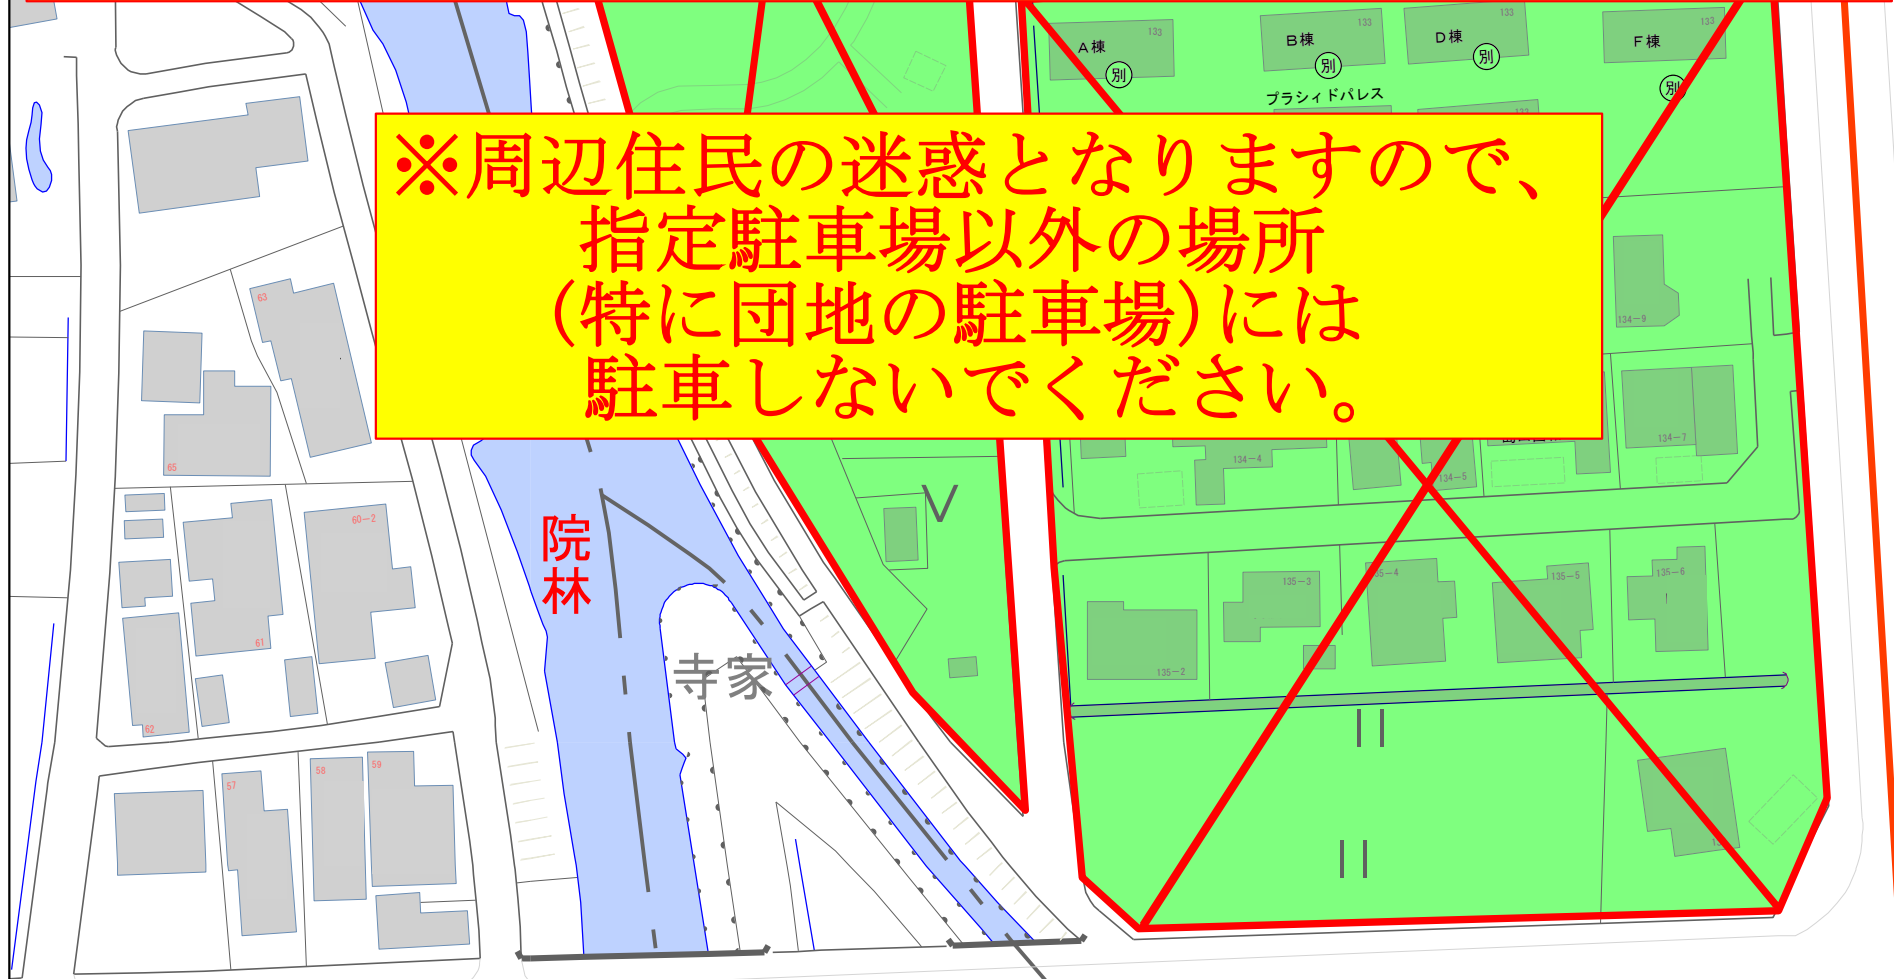 A棟
133
別
B棟
133
別
D棟
133
別
F棟
133
別
プラシィドパレス
※周辺住民の迷惑となりますので、
指定駐車場以外の場所
(特に団地の駐車場)には
駐車しないでください。
63
65
60-2
61
62
57
58
59
院林
寺家
134-9
134-7
134-4
134-5
135-3
135-4
135-5
135-6
135-2